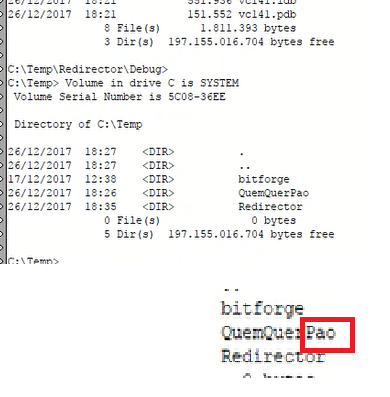 26/12/2017 18:21 551.936 vc141.idb
26/12/2017 18:21 151.552 vc141.pdb
8 File(s) 1.811.393 bytes
3 Dir(s) 197.155.016.704 bytes free
C:\Temp\Redirector\Debug>
C:\Temp> Volume in drive C is SYSTEM
Volume Serial Number is 5C08-36EE
Directory of C:\Temp
26/12/2017 18:27 <DIR> .
26/12/2017 18:27 <DIR> ..
17/12/2017 12:38 <DIR> bitforge
26/12/2017 18:26 <DIR> QuemQuerPao
26/12/2017 18:35 <DIR> Redirector
0 File(s) 0 bytes
5 Dir(s) 197.155.016.704 bytes free
C:\Temp>
..
bitforge
QuemQuerPao
Redirector
0 bytes